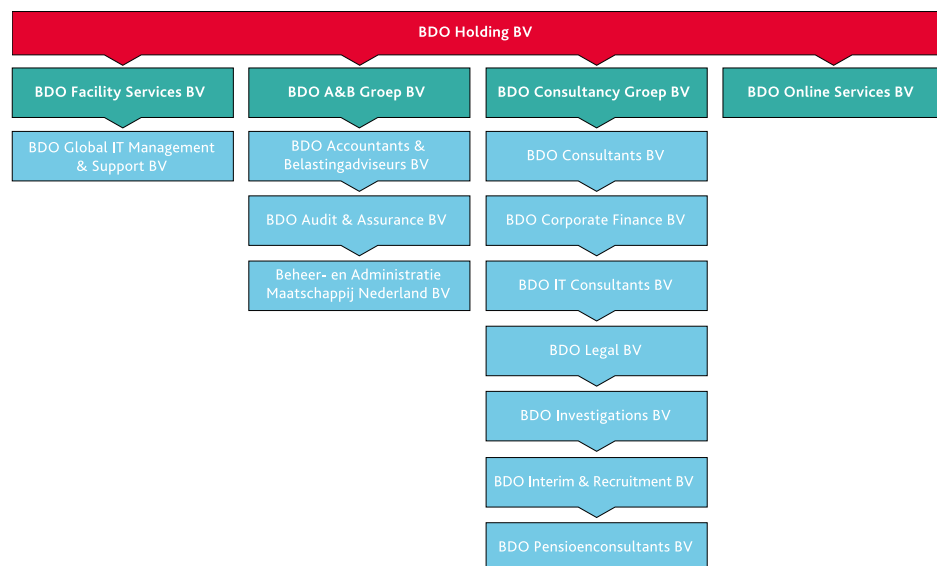 BDO Holding BV
BDO Facility Services BV
BDO A&B Groep BV
BDO Consultancy Groep BV
BDO Online Services BV
BDO Global IT Management
& Support BV
BDO Accountants &
Belastingadviseurs BV
BDO Audit & Assurance BV
Beheer- en Administratie
Maatschappij Nederland BV
BDO Consultants BV
BDO Corporate Finance BV
BDO IT Consultants BV
BDO Legal BV
BDO Investigations BV
BDO Interim & Recruitment BV
BDO Pensioenconsultants BV